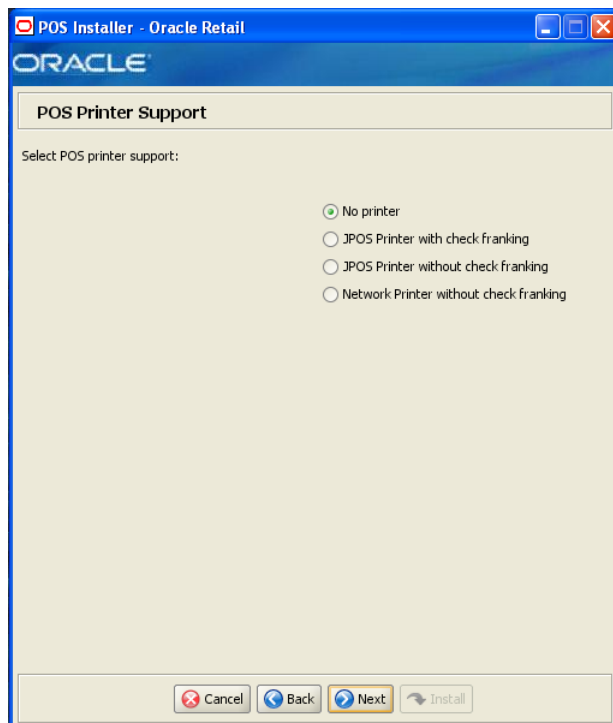 POS Installer - Oracle Retail
ORACLE
POS Printer Support
Select POS printer support:
No printer
JPOS Printer with check franking
JPOS Printer without check franking
Network Printer without check franking
Cancel Back Next Install